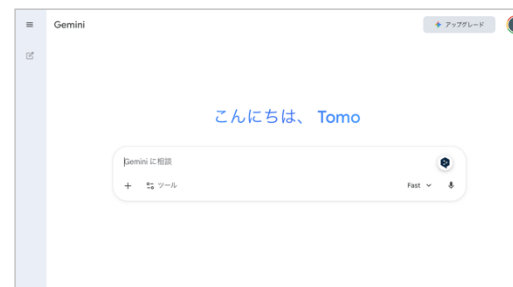 Gemini
アップグレード
こんにちは、 Tomo
Gemini に相談
ツール
Fast